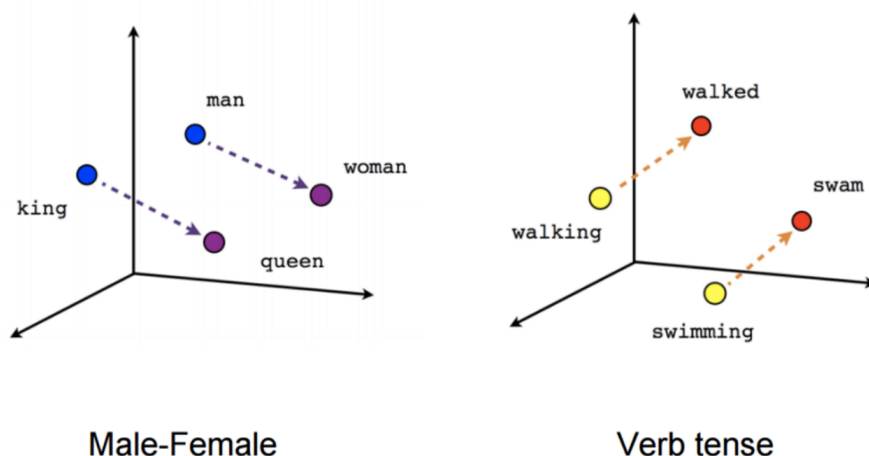 man
woman
king
queen
Male-Female
walked
swam
walking
swimming
Verb tense